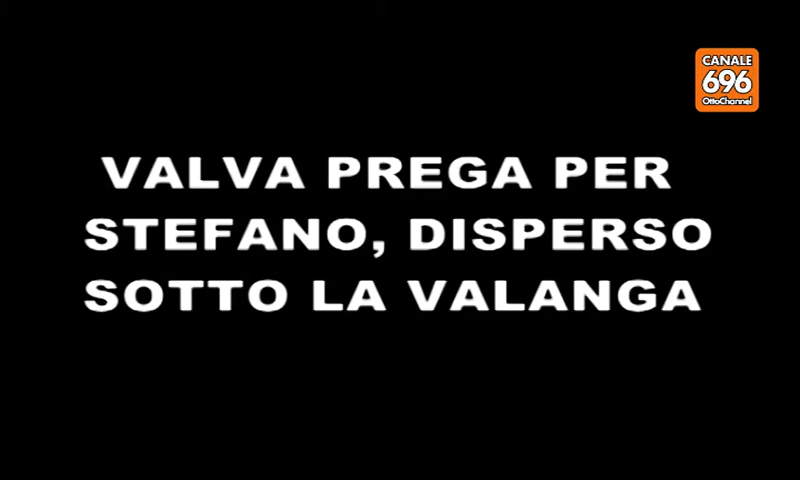 CANALE
696
OttoChannel
VALVA PREGA PER
STEFANO, DISPERSO
SOTTO LA VALANGA